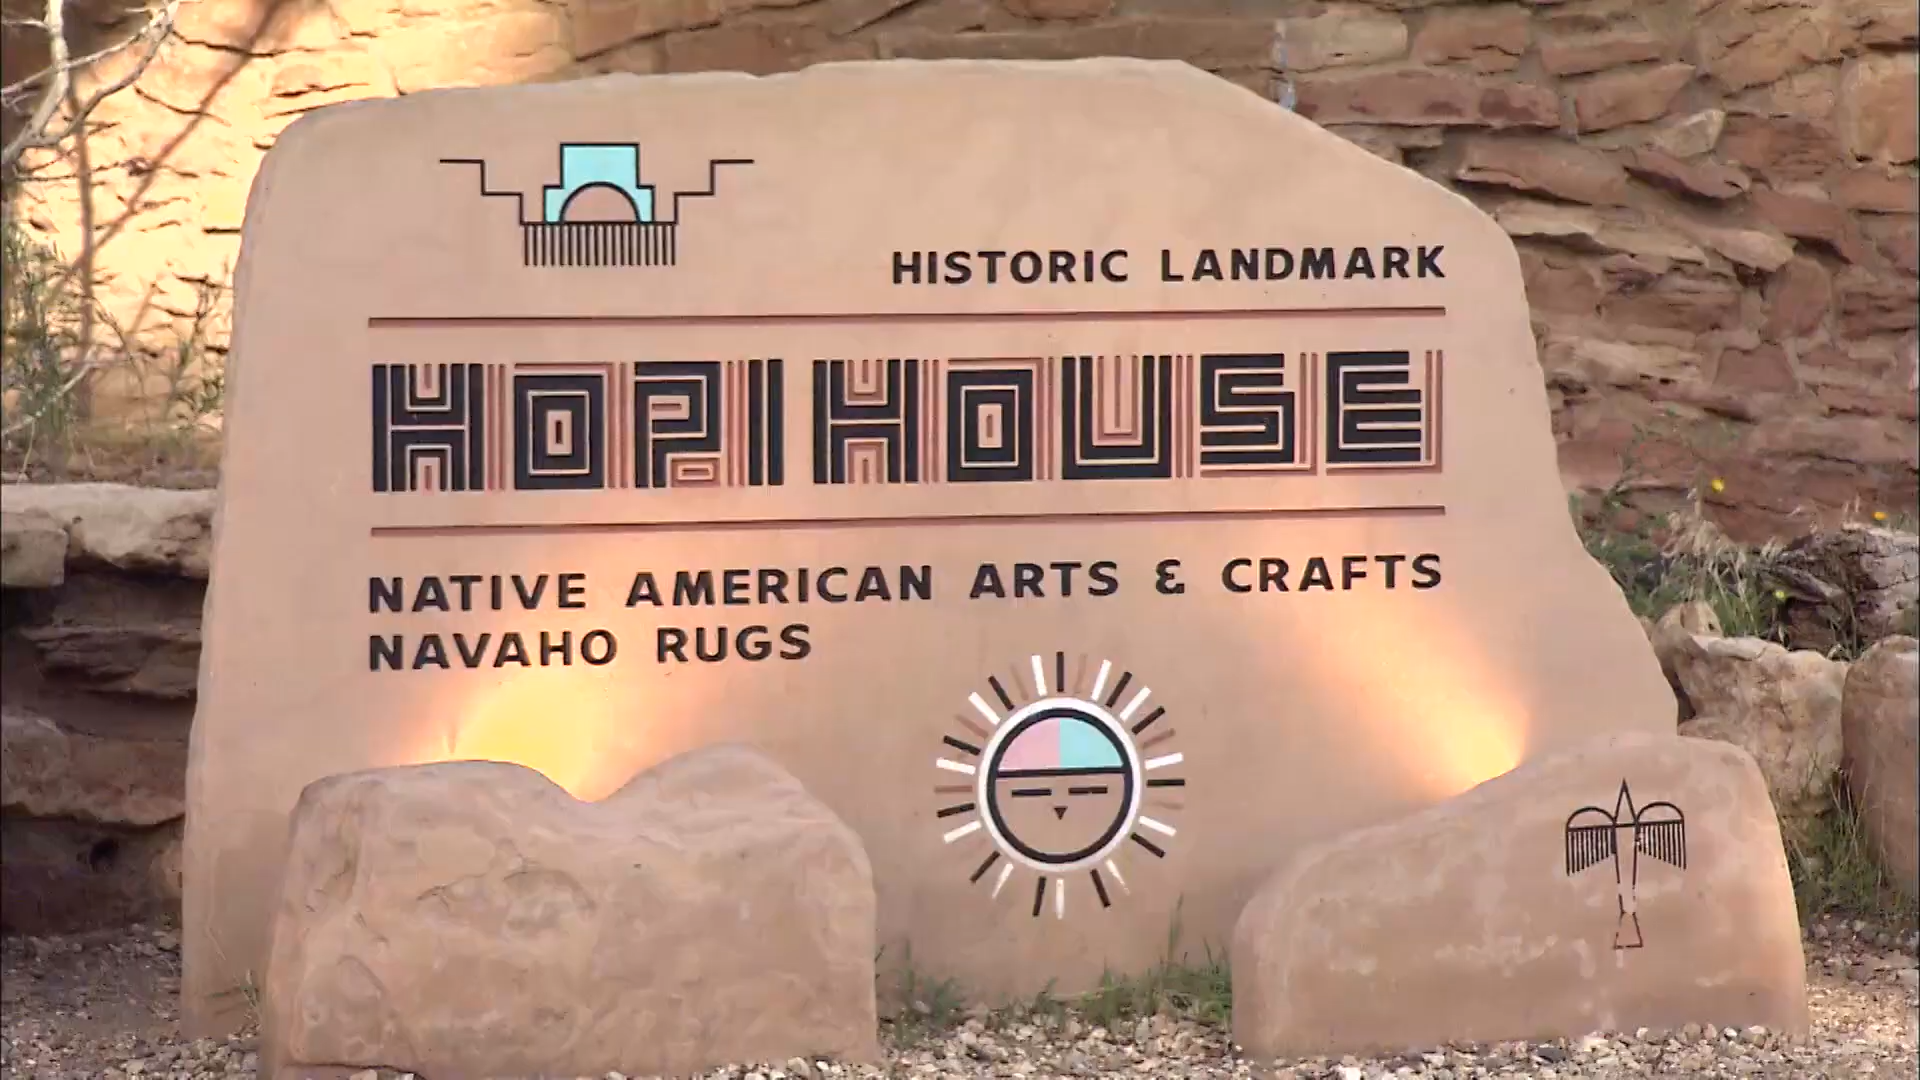 HISTORIC LANDMARK
HOPI HOUSE
NATIVE AMERICAN ARTS & CRAFTS
NAVAHO RUGS